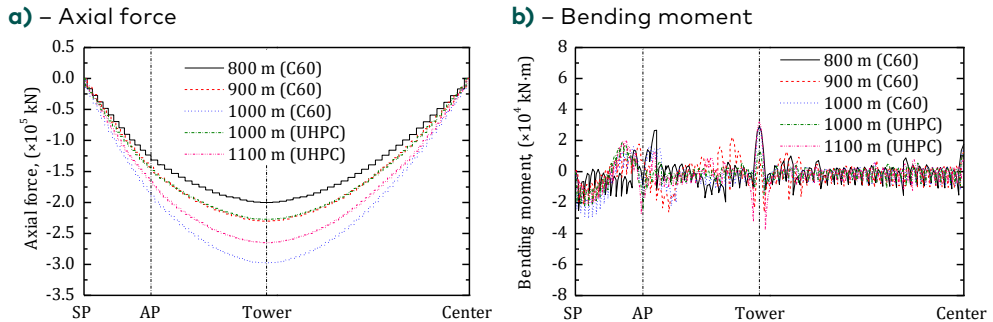 a) – Axial force
0.5
0.0
-0.5
-1.0
-1.5
-2.0
-2.5
-3.0
-3.5
Axial force, (×10⁵ kN)
800 m (C60)
900 m (C60)
1000 m (C60)
1000 m (UHPC)
1100 m (UHPC)
SP AP Tower Center
b) – Bending moment
8
6
4
2
0
-2
-4
-6
-8
Bending moment, (×10⁴ kN·m)
800 m (C60)
900 m (C60)
1000 m (C60)
1000 m (UHPC)
1100 m (UHPC)
SP AP Tower Center